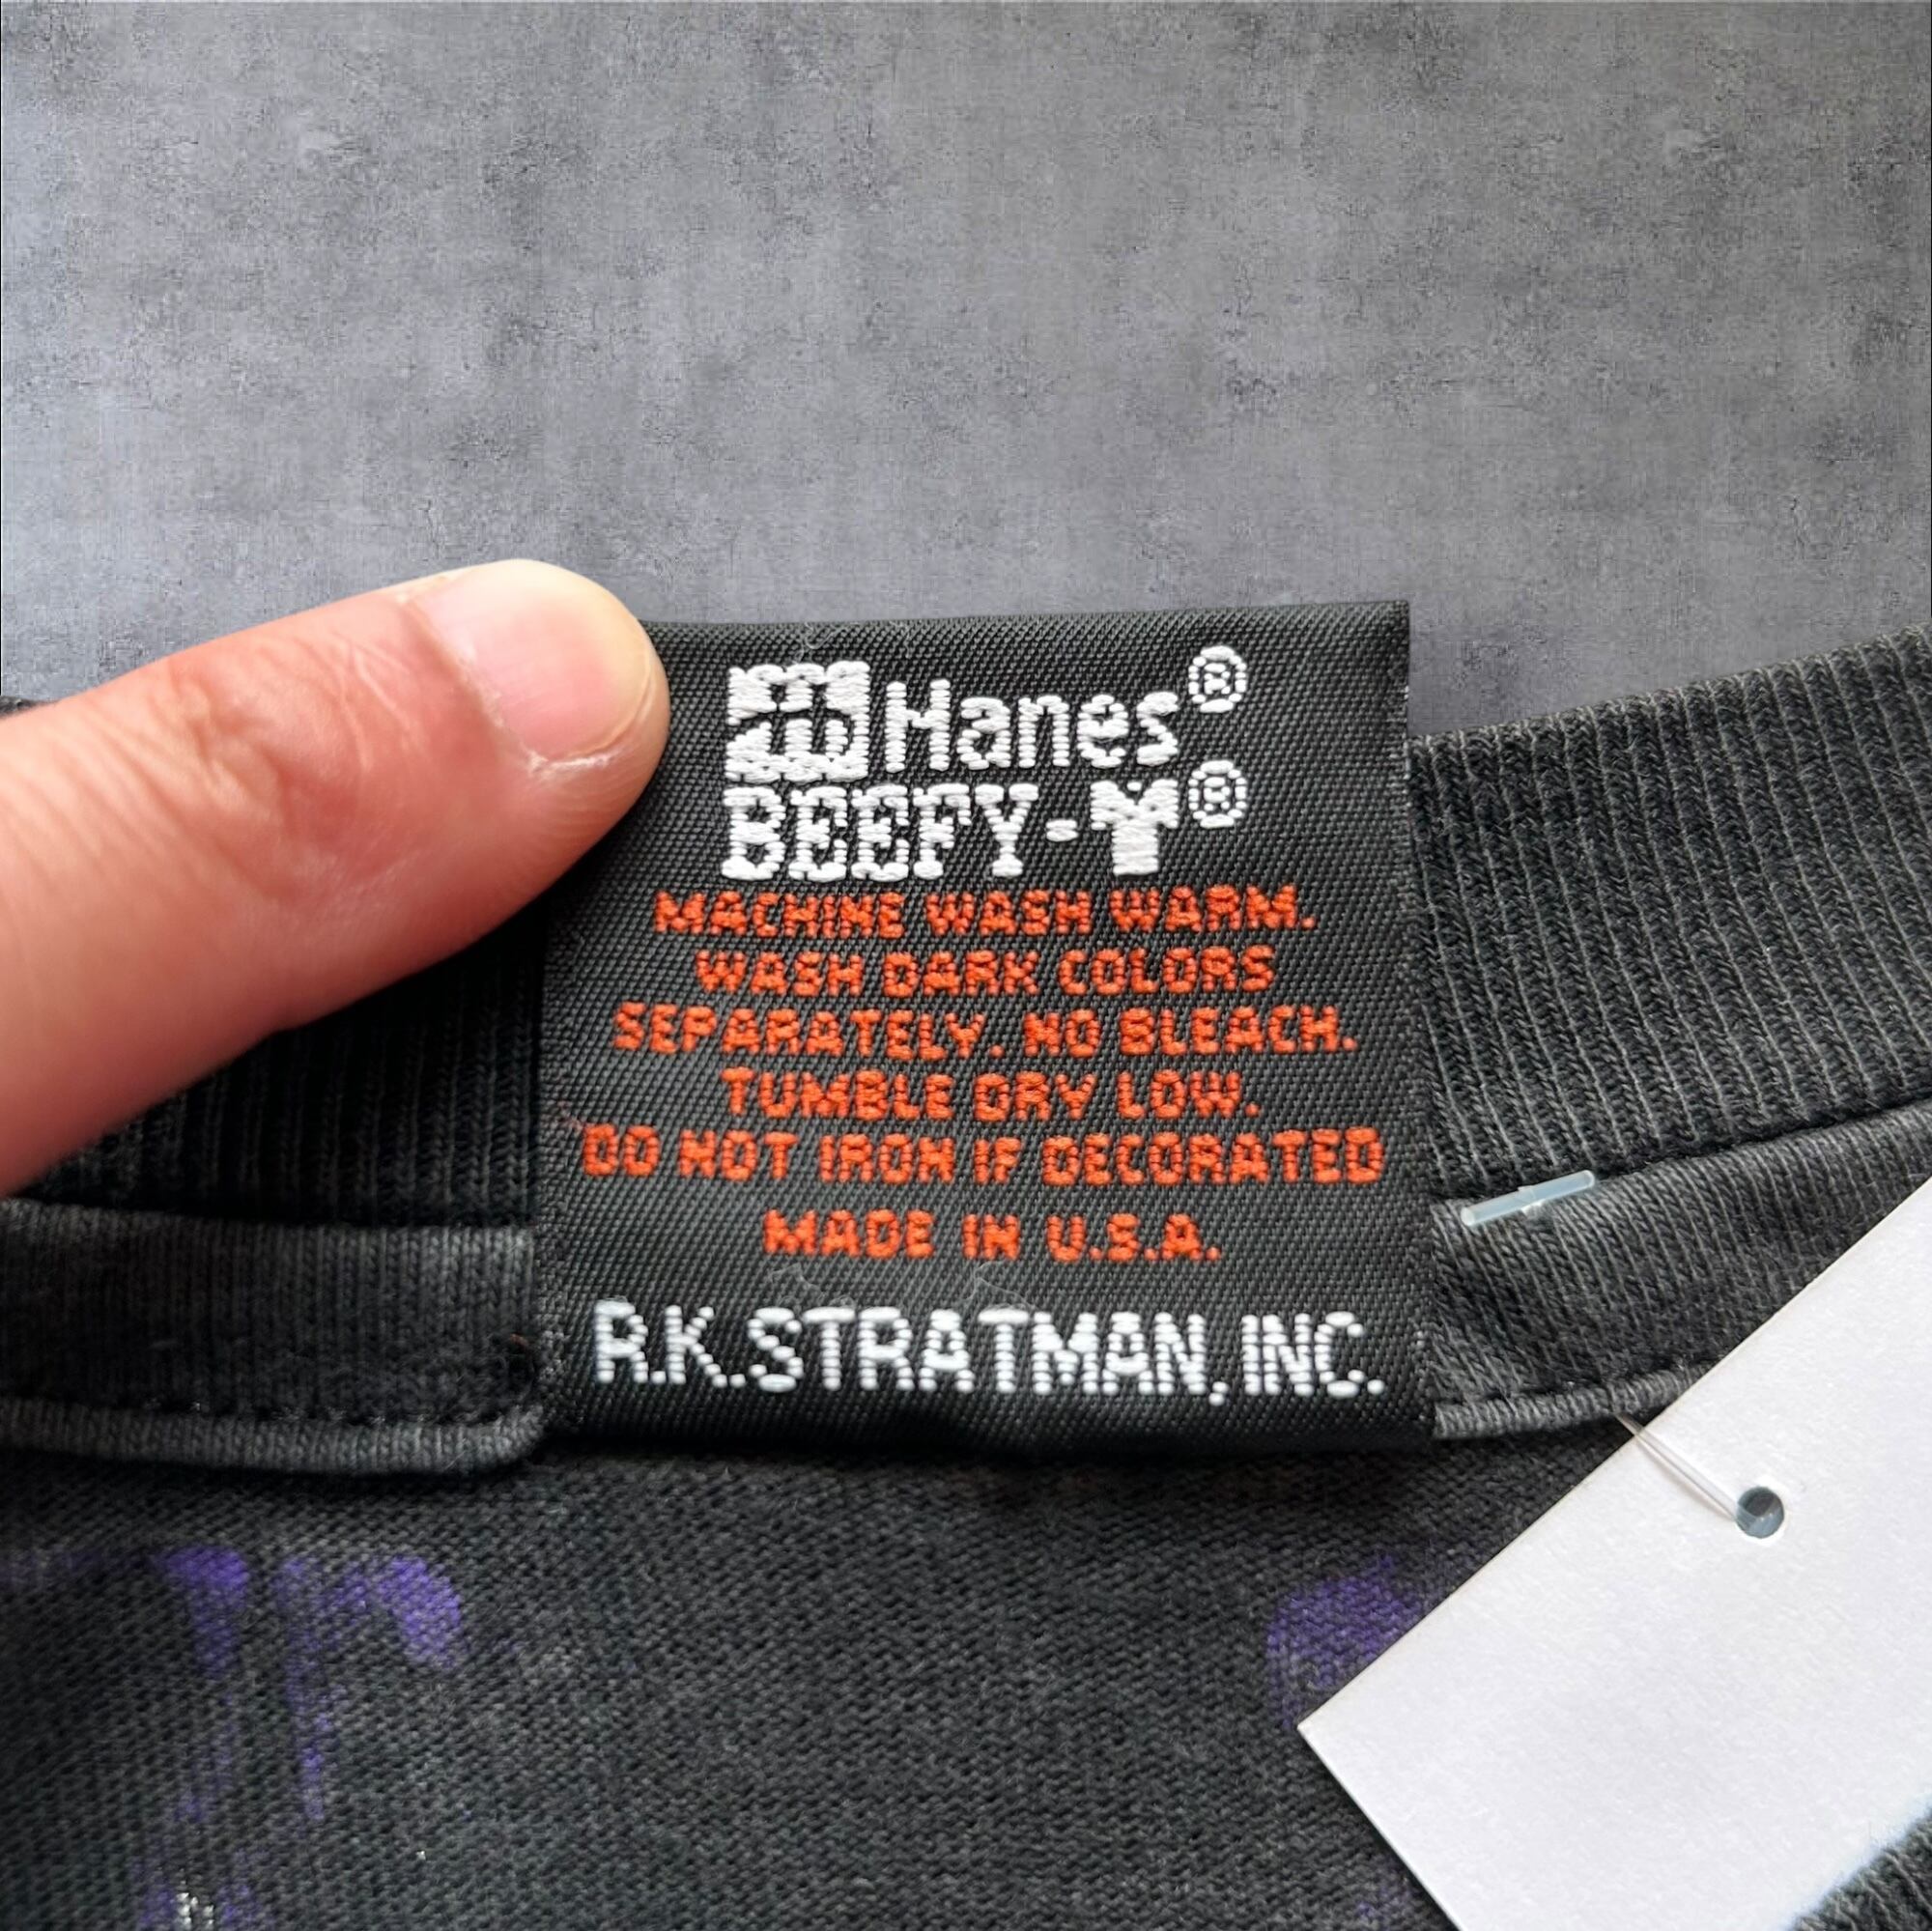 Hanes®
BEEFY-T®
MACHINE WASH WARM.
WASH DARK COLORS
SEPARATELY. NO BLEACH.
TUMBLE DRY LOW.
DO NOT IRON IF DECORATED
MADE IN U.S.A.
R.K.STRATMAN, INC.